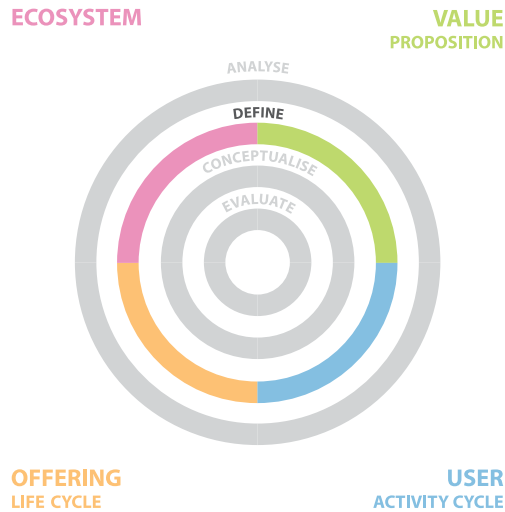 ECOSYSTEM
VALUE
PROPOSITION
ANALYSE
DEFINE
CONCEPTUALISE
EVALUATE
OFFERING
LIFE CYCLE
USER
ACTIVITY CYCLE